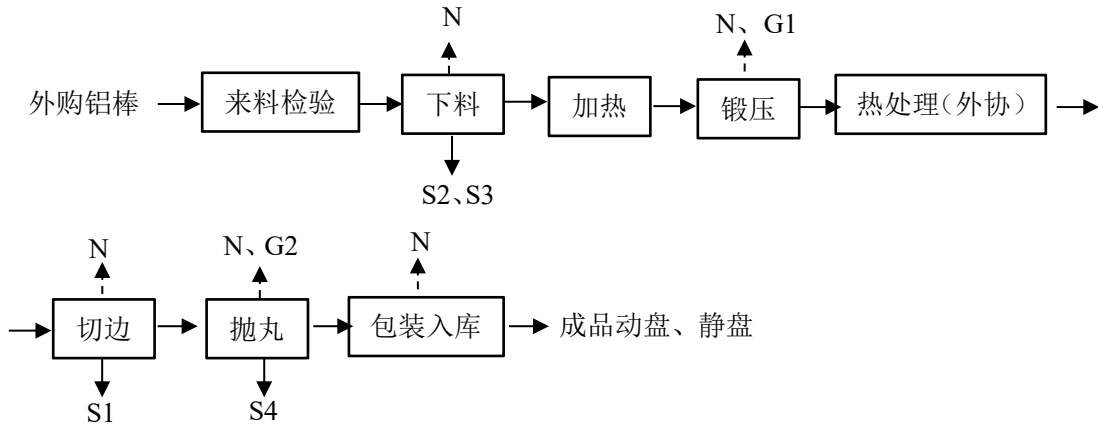 N
N、G1
外购铝棒
来料检验
下料
加热
锻压
热处理（外协）
S2、S3
N
N、G2
N
切边
抛丸
包装入库
成品动盘、静盘
S1
S4